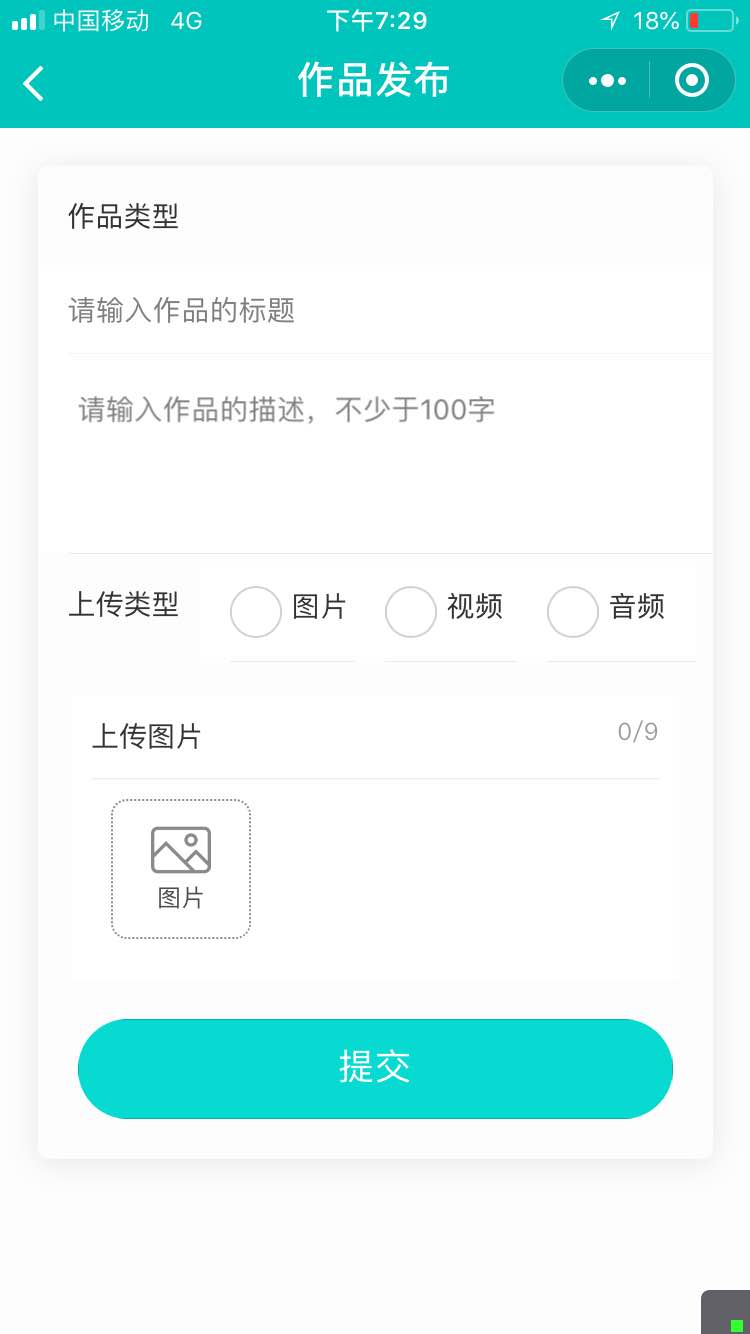 中国移动 4G 下午7:29 18%
作品发布
作品类型
请输入作品的标题
请输入作品的描述，不少于100字
上传类型 图片 视频 音频
上传图片 0/9
图片
提交